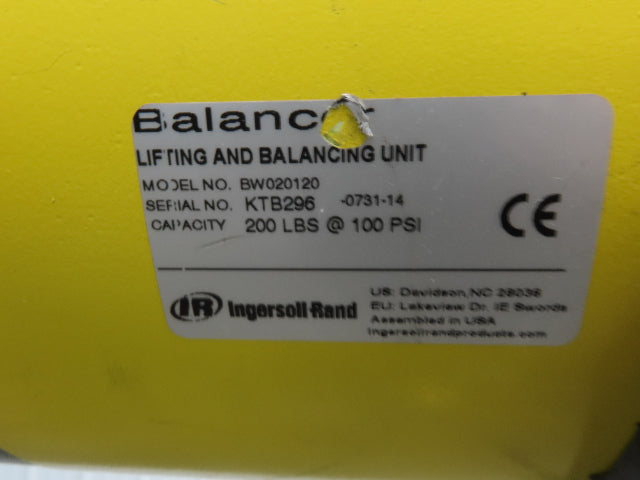 Balancer
LIFTING AND BALANCING UNIT
MODEL NO. BW020120
SERIAL NO. KTB296 -0731-14
CAPACITY 200 LBS @ 100 PSI
CE
IR Ingersoll Rand
US: Davidson, NC 28036
EU: Lakeview Dr. IE Swords
Assembled in USA
ingersollrandproducts.com